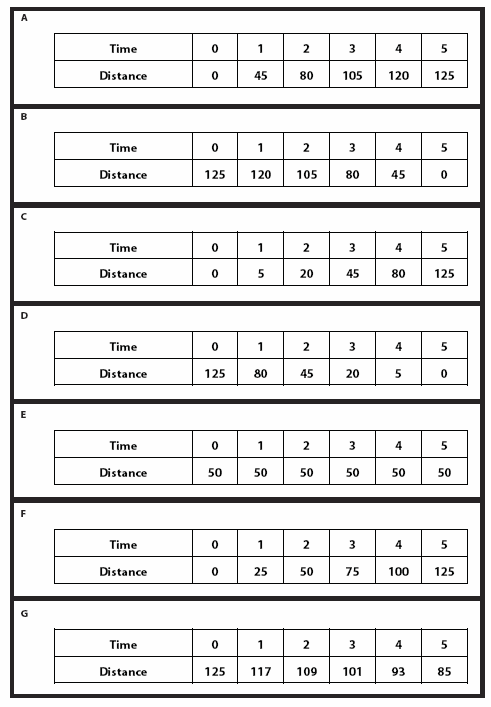 A
Time 0 1 2 3 4 5
Distance 0 45 80 105 120 125
B
Time 0 1 2 3 4 5
Distance 125 120 105 80 45 0
C
Time 0 1 2 3 4 5
Distance 0 5 20 45 80 125
D
Time 0 1 2 3 4 5
Distance 125 80 45 20 5 0
E
Time 0 1 2 3 4 5
Distance 50 50 50 50 50 50
F
Time 0 1 2 3 4 5
Distance 0 25 50 75 100 125
G
Time 0 1 2 3 4 5
Distance 125 117 109 101 93 85